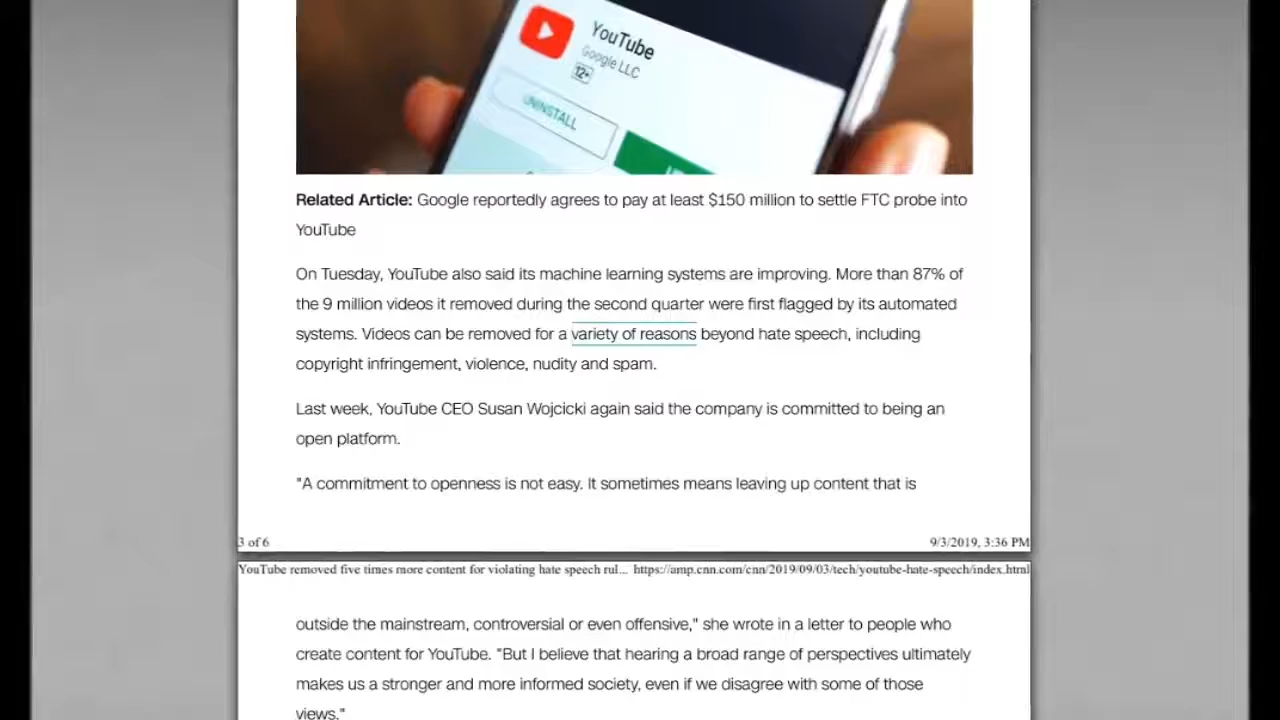 YouTube
Google LLC
12+
UNINSTALL
Related Article: Google reportedly agrees to pay at least $150 million to settle FTC probe into
YouTube
On Tuesday, YouTube also said its machine learning systems are improving. More than 87% of
the 9 million videos it removed during the second quarter were first flagged by its automated
systems. Videos can be removed for a variety of reasons beyond hate speech, including
copyright infringement, violence, nudity and spam.
Last week, YouTube CEO Susan Wojcicki again said the company is committed to being an
open platform.
"A commitment to openness is not easy. It sometimes means leaving up content that is
3 of 6 9/3/2019, 3:36 PM
YouTube removed five times more content for violating hate speech rul... https://amp.cnn.com/cnn/2019/09/03/tech/youtube-hate-speech/index.html
outside the mainstream, controversial or even offensive," she wrote in a letter to people who
create content for YouTube. "But I believe that hearing a broad range of perspectives ultimately
makes us a stronger and more informed society, even if we disagree with some of those
views."